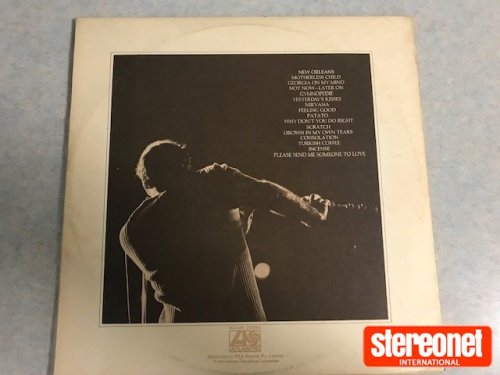 NEW ORLEANS
MOTHERLESS CHILD
GEORGIA ON MY MIND
NOT NOW—LATER ON
GYMNOPEDIE
YESTERDAY'S KISSES
NIRVANA
FEELING GOOD
PATATO
WHY DON'T YOU DO RIGHT
SCRATCH
DROWN IN MY OWN TEARS
CONSOLATION
TURKISH COFFEE
INCENSE
PLEASE SEND ME SOMEONE TO LOVE
ATLANTIC
stereonet
INTERNATIONAL